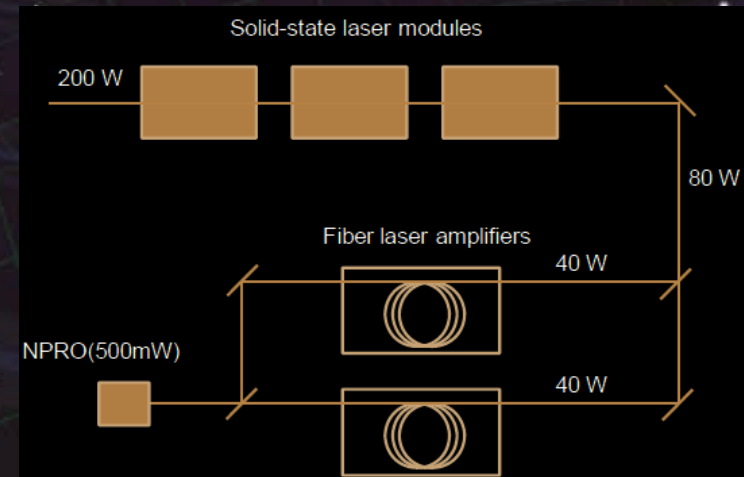 Solid-state laser modules
200 W
80 W
Fiber laser amplifiers
40 W
NPRO(500mW)
40 W